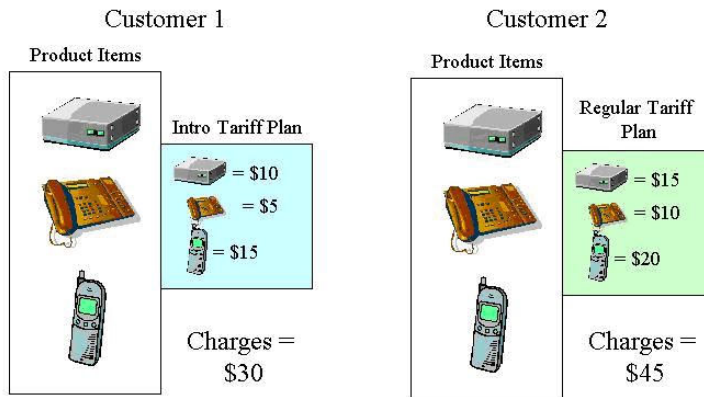 Customer 1
Product Items
Intro Tariff Plan
= $10
= $5
= $15
Charges =
$30
Customer 2
Product Items
Regular Tariff
Plan
= $15
= $10
= $20
Charges =
$45